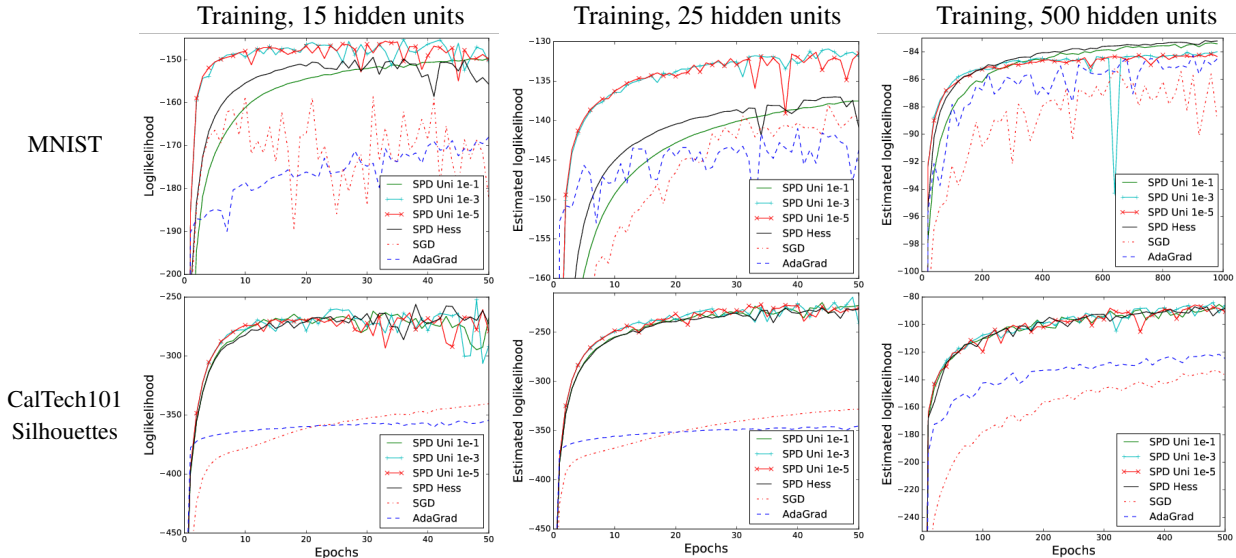 Training, 15 hidden units
Training, 25 hidden units
Training, 500 hidden units
MNIST
Loglikelihood
−150
−160
−170
−180
−190
−200
0 10 20 30 40 50
SPD Uni 1e-1
SPD Uni 1e-3
SPD Uni 1e-5
SPD Hess
SGD
AdaGrad
Estimated loglikelihood
−130
−135
−140
−145
−150
−155
−160
0 10 20 30 40 50
SPD Uni 1e-1
SPD Uni 1e-3
SPD Uni 1e-5
SPD Hess
SGD
AdaGrad
Estimated loglikelihood
−84
−86
−88
−90
−92
−94
−96
−98
−100
0 200 400 600 800 1000
SPD Uni 1e-1
SPD Uni 1e-3
SPD Uni 1e-5
SPD Hess
SGD
AdaGrad
CalTech101
Silhouettes
Loglikelihood
−250
−300
−350
−400
−450
0 10 20 30 40 50
Epochs
SPD Uni 1e-1
SPD Uni 1e-3
SPD Uni 1e-5
SPD Hess
SGD
AdaGrad
Estimated loglikelihood
−250
−300
−350
−400
−450
0 10 20 30 40 50
Epochs
SPD Uni 1e-1
SPD Uni 1e-3
SPD Uni 1e-5
SPD Hess
SGD
AdaGrad
Estimated loglikelihood
−80
−100
−120
−140
−160
−180
−200
−220
−240
0 100 200 300 400 500
Epochs
SPD Uni 1e-1
SPD Uni 1e-3
SPD Uni 1e-5
SPD Hess
SGD
AdaGrad